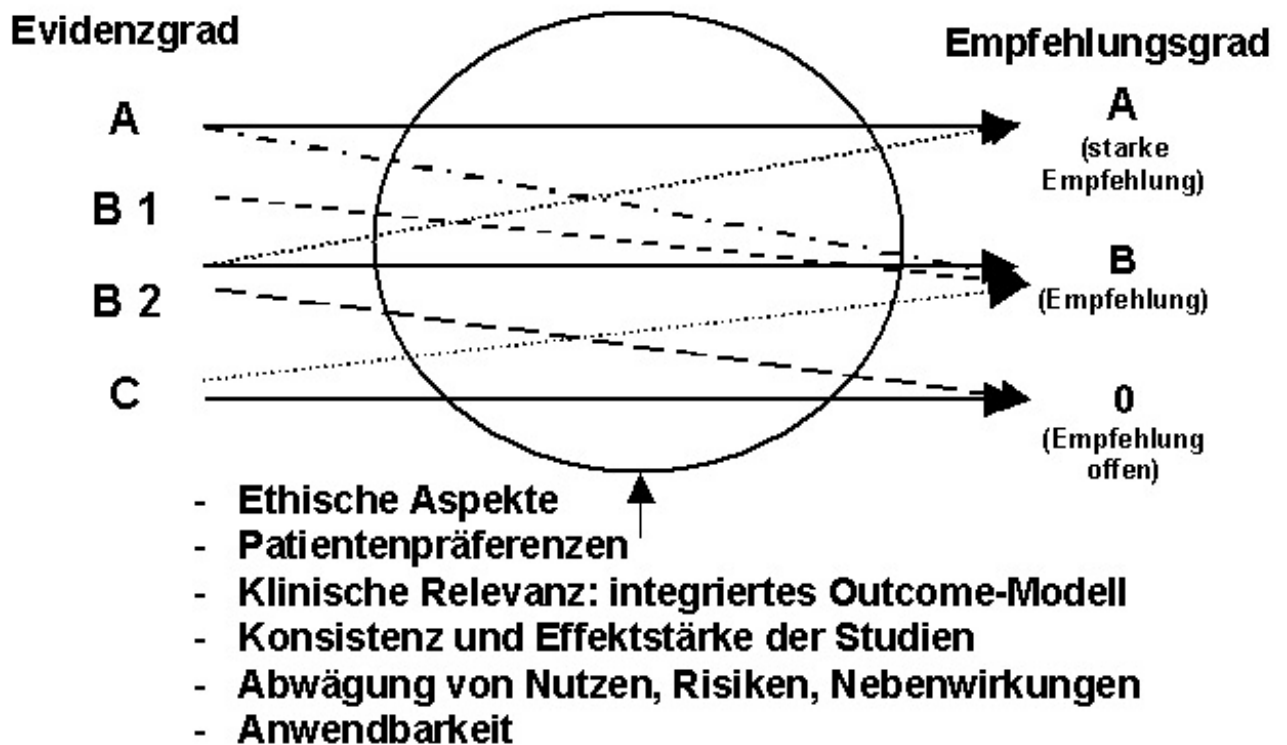 Evidenzgrad
A
B 1
B 2
C
Empfehlungsgrad
A
(starke
Empfehlung)
B
(Empfehlung)
0
(Empfehlung
offen)
- Ethische Aspekte
- Patientenpräferenzen
- Klinische Relevanz: integriertes Outcome-Modell
- Konsistenz und Effektstärke der Studien
- Abwägung von Nutzen, Risiken, Nebenwirkungen
- Anwendbarkeit